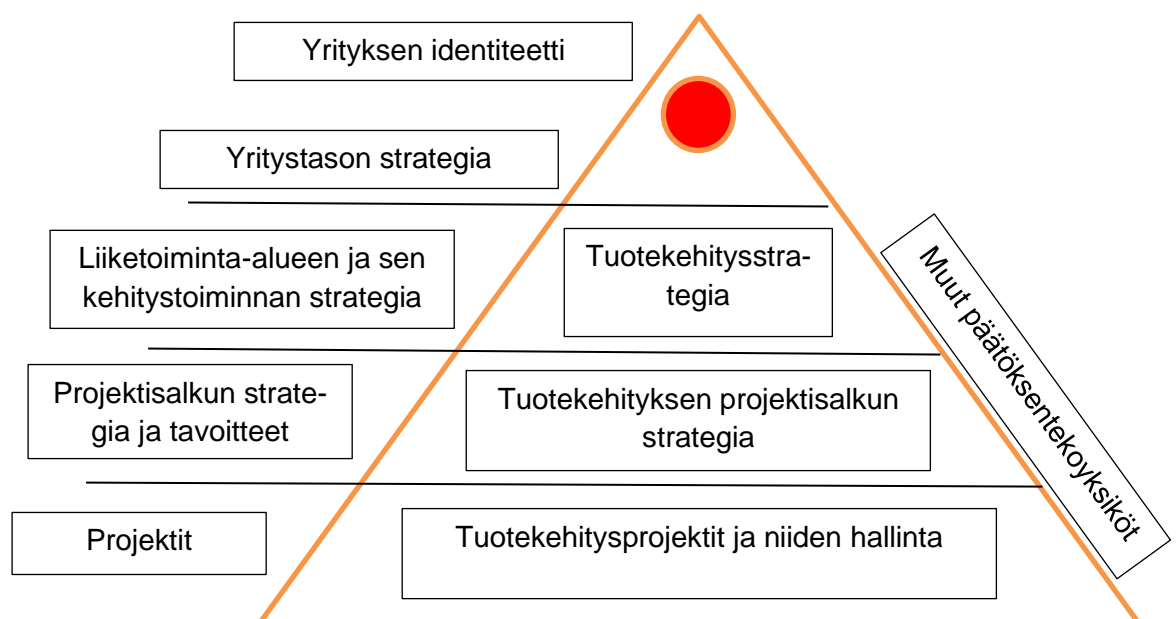 Yrityksen identiteetti
Yritystason strategia
Liiketoiminta-alueen ja sen
kehitystoiminnan strategia
Tuotekehitysstra-
tegia
Muut päätöksentekoyksiköt
Projektisalkun strate-
gia ja tavoitteet
Tuotekehityksen projektisalkun
strategia
Projektit
Tuotekehitysprojektit ja niiden hallinta